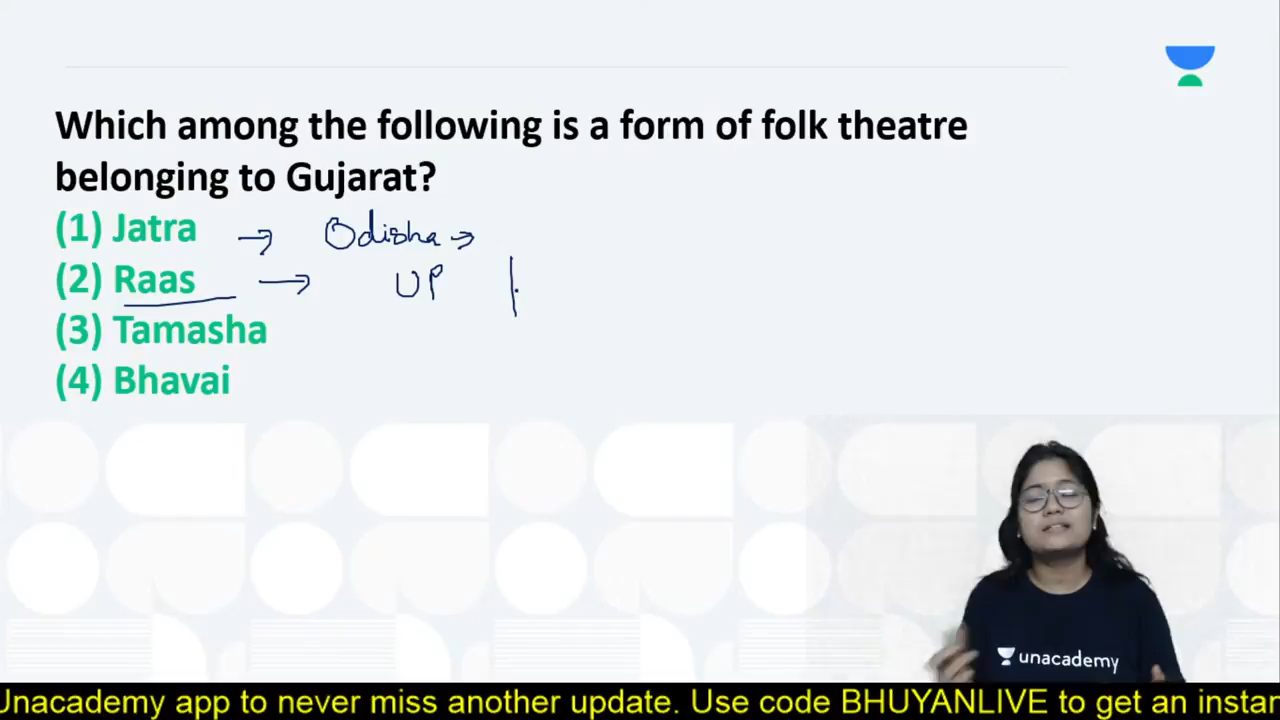 Which among the following is a form of folk theatre
belonging to Gujarat?
(1) Jatra → Odisha →
(2) Raas → UP
(3) Tamasha
(4) Bhavai
unacademy
Unacademy app to never miss another update. Use code BHUYANLIVE to get an instar